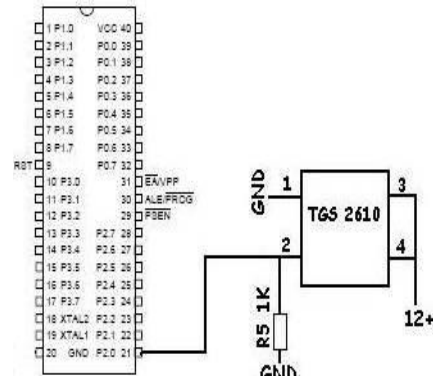 1 P1.0 VCC 40
2 P1.1 P0.0 39
3 P1.2 P0.1 38
4 P1.3 P0.2 37
5 P1.4 P0.3 36
6 P1.5 P0.4 35
7 P1.6 P0.5 34
8 P1.7 P0.6 33
RST 9 P0.7 32
10 P3.0 31 EA/VPP
11 P3.1 30 ALE/PROG
12 P3.2 29 PSEN
13 P3.3 P2.7 28
14 P3.4 P2.6 27
15 P3.5 P2.5 26
16 P3.6 P2.4 25
17 P3.7 P2.3 24
18 XTAL2 P2.2 23
19 XTAL1 P2.1 22
20 GND P2.0 21
GND
1
2
TGS 2610
3
4
12+
R5 1K
GND